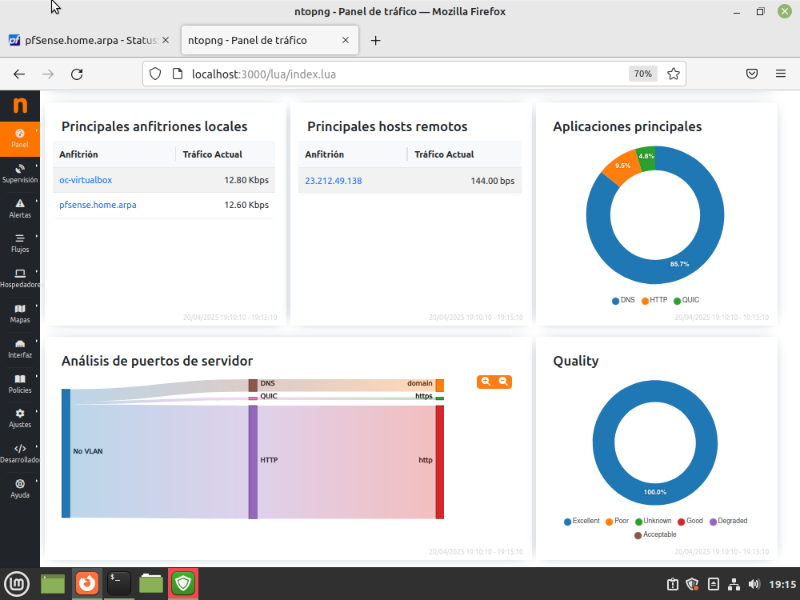 ntopng - Panel de tráfico — Mozilla Firefox
pfSense.home.arpa - Status
ntopng - Panel de tráfico
localhost:3000/lua/index.lua
70%
n
Panel
Supervisión
Alertas
Flujos
Hospedadore
Mapas
Interfaz
Policies
Ajustes
Desarrollado
Ayuda
Principales anfitriones locales
Anfitrión Tráfico Actual
oc-virtualbox 12.80 Kbps
pfsense.home.arpa 12.60 Kbps
20/04/2025 19:10:10 - 19:15:10
Principales hosts remotos
Anfitrión Tráfico Actual
23.212.49.138 144.00 bps
20/04/2025 19:10:10 - 19:15:10
Aplicaciones principales
4.8%
9.5%
85.7%
DNS HTTP QUIC
20/04/2025 19:10:10 - 19:15:10
Análisis de puertos de servidor
DNS domain
QUIC https
No VLAN
HTTP http
20/04/2025 19:10:10 - 19:15:10
Quality
100.0%
Excellent Poor Unknown Good Degraded
Acceptable
20/04/2025 19:10:10 - 19:15:10
19:15